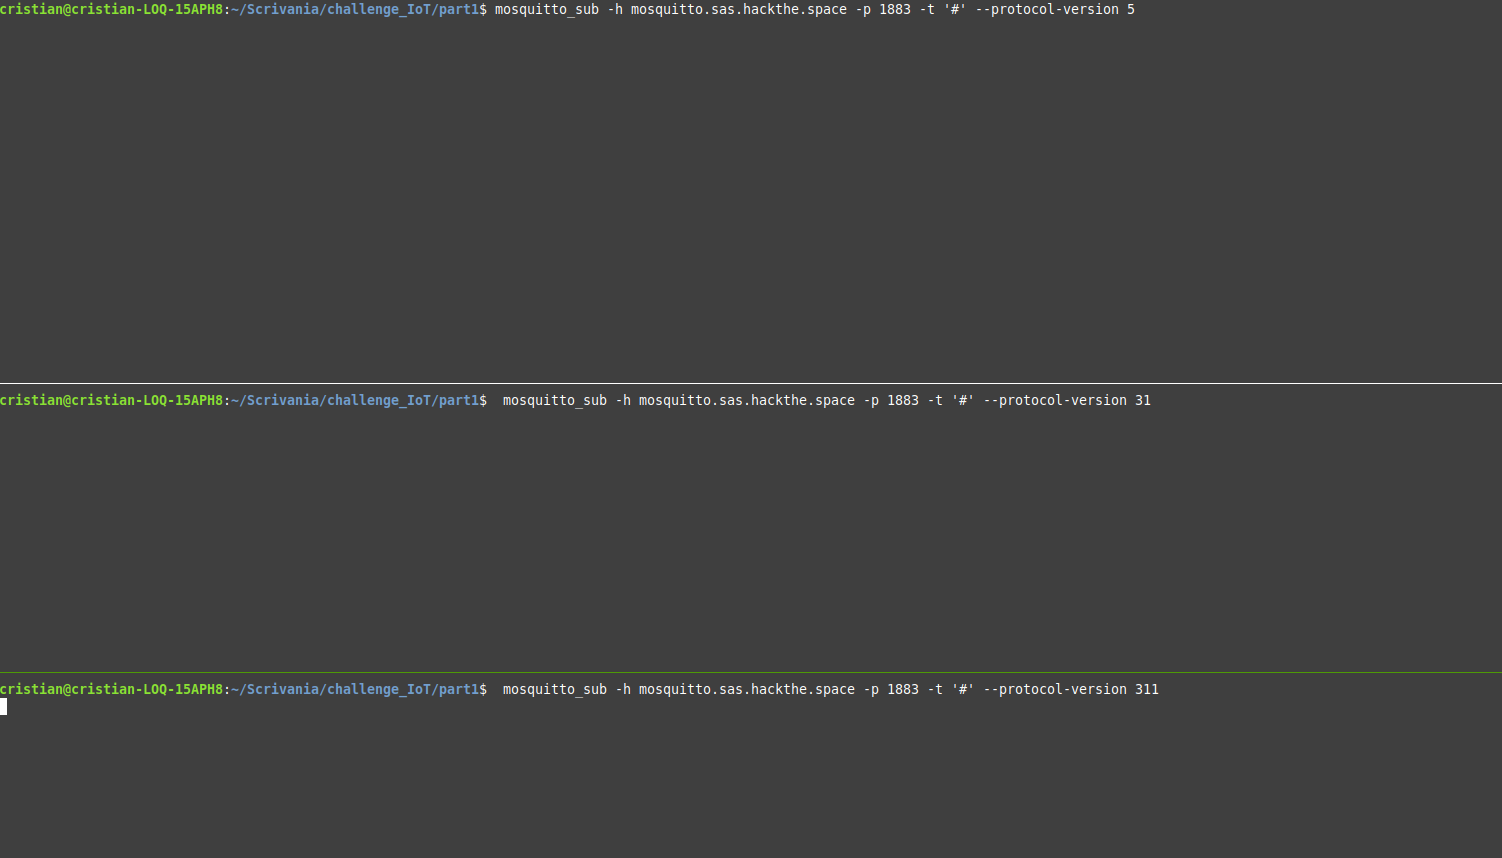 cristian@cristian-LOQ-15APH8:~/Scrivania/challenge_IoT/part1$ mosquitto_sub -h mosquitto.sas.hackthe.space -p 1883 -t '#' --protocol-version 5
cristian@cristian-LOQ-15APH8:~/Scrivania/challenge_IoT/part1$  mosquitto_sub -h mosquitto.sas.hackthe.space -p 1883 -t '#' --protocol-version 31
cristian@cristian-LOQ-15APH8:~/Scrivania/challenge_IoT/part1$  mosquitto_sub -h mosquitto.sas.hackthe.space -p 1883 -t '#' --protocol-version 311